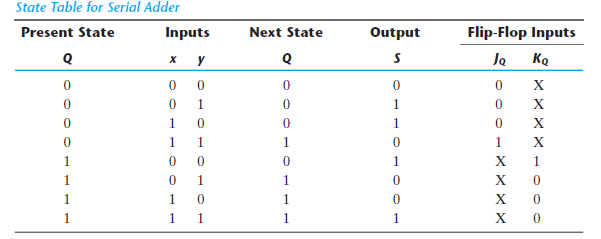 State Table for Serial Adder
Present State Inputs Next State Output Flip-Flop Inputs
Q x y Q S JQ KQ
0 0 0 0 0 0 X
0 0 1 0 1 0 X
0 1 0 0 1 0 X
0 1 1 1 0 1 X
1 0 0 0 1 X 1
1 0 1 1 0 X 0
1 1 0 1 0 X 0
1 1 1 1 1 X 0